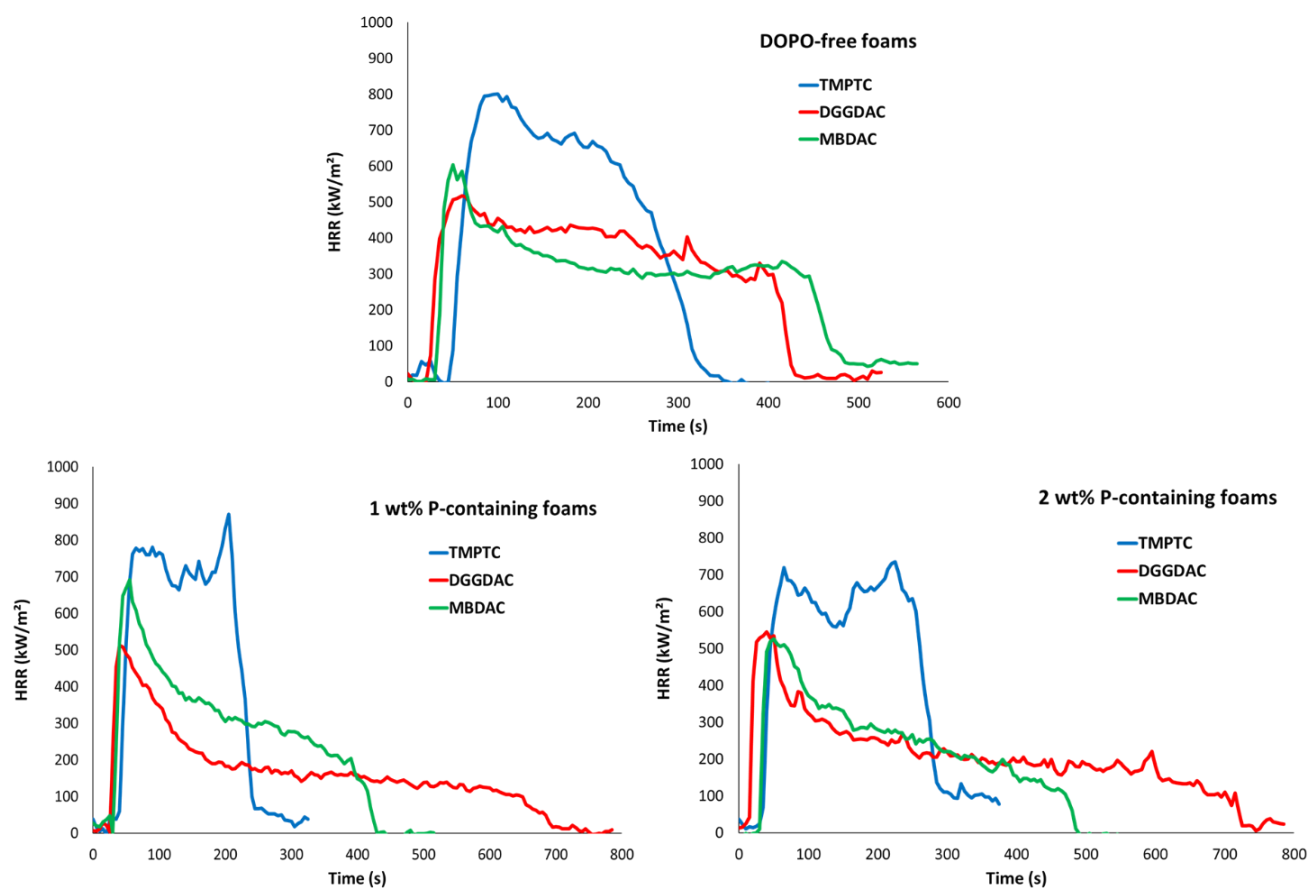 DOPO-free foams
TMPTC
DGGDAC
MBDAC
HRR (kW/m²)
1000
900
800
700
600
500
400
300
200
100
0
0 100 200 300 400 500 600
Time (s)
1 wt% P-containing foams
TMPTC
DGGDAC
MBDAC
HRR (kW/m²)
1000
900
800
700
600
500
400
300
200
100
0
0 100 200 300 400 500 600 700 800
Time (s)
2 wt% P-containing foams
TMPTC
DGGDAC
MBDAC
HRR (kW/m²)
1000
900
800
700
600
500
400
300
200
100
0
0 100 200 300 400 500 600 700 800
Time (s)